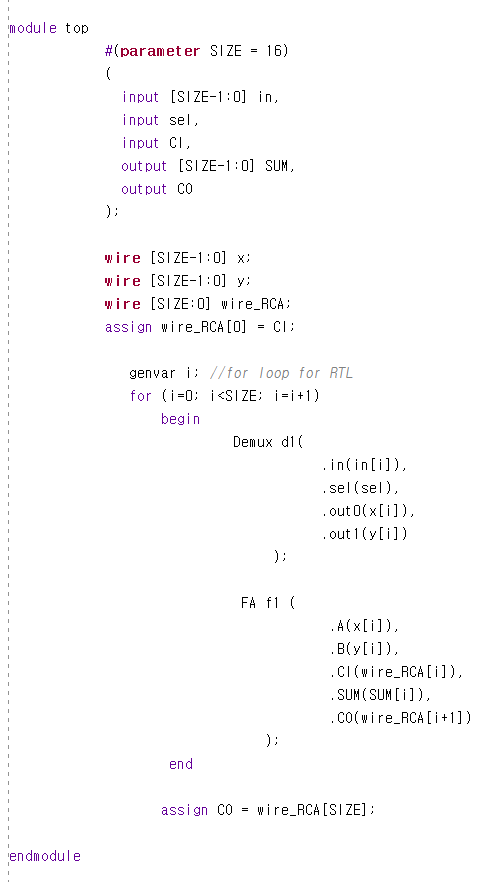 module top
#(parameter SIZE = 16)
(
input [SIZE-1:0] in,
input sel,
input CI,
output [SIZE-1:0] SUM,
output CO
);
wire [SIZE-1:0] x;
wire [SIZE-1:0] y;
wire [SIZE:0] wire_RCA;
assign wire_RCA[0] = CI;
genvar i; //for loop for RTL
for (i=0; i<SIZE; i=i+1)
begin
Demux d1(
.in(in[i]),
.sel(sel),
.out0(x[i]),
.out1(y[i])
);
FA f1 (
.A(x[i]),
.B(y[i]),
.CI(wire_RCA[i]),
.SUM(SUM[i]),
.CO(wire_RCA[i+1])
);
end
assign CO = wire_RCA[SIZE];
endmodule